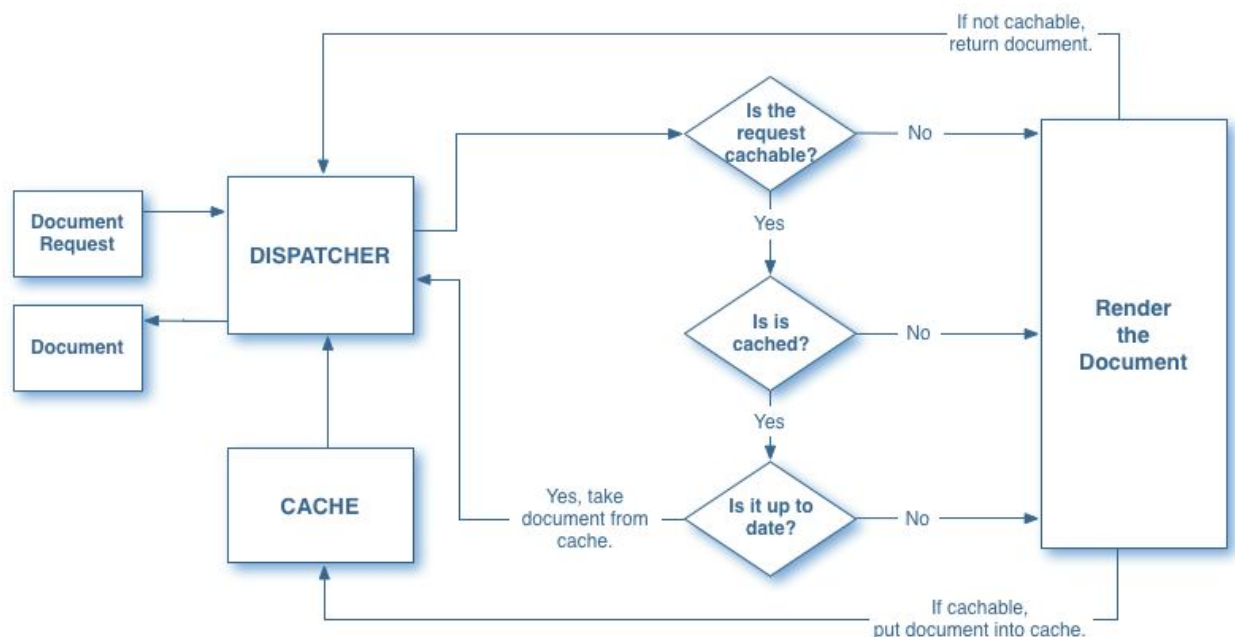 If not cachable,
return document.
Is the
request
cachable?
No
Document
Request
DISPATCHER
Yes
Document
Is is
cached?
No
Render
the
Document
Yes
CACHE
Yes, take
document from
cache.
Is it up to
date?
No
If cachable,
put document into cache.